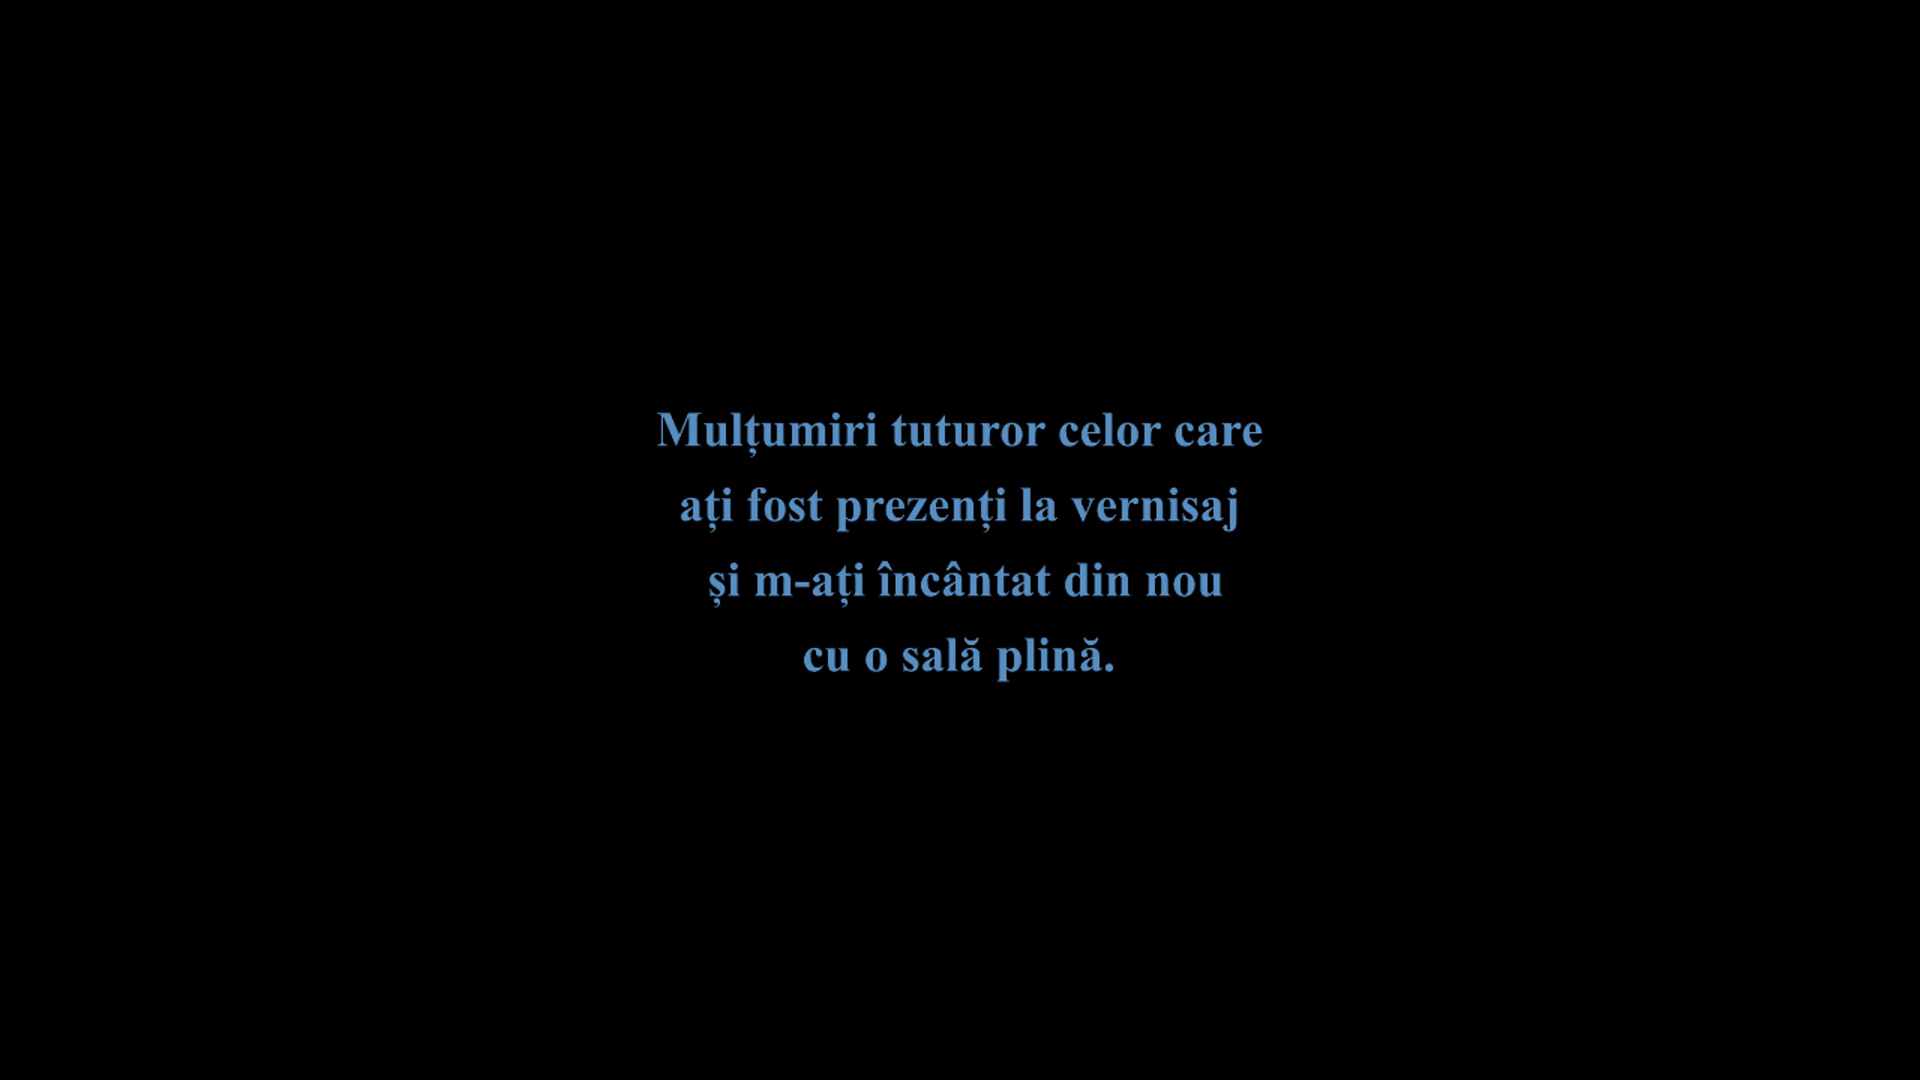 Mulțumiri tuturor celor care
ați fost prezenți la vernisaj
și m-ați încântat din nou
cu o sală plină.